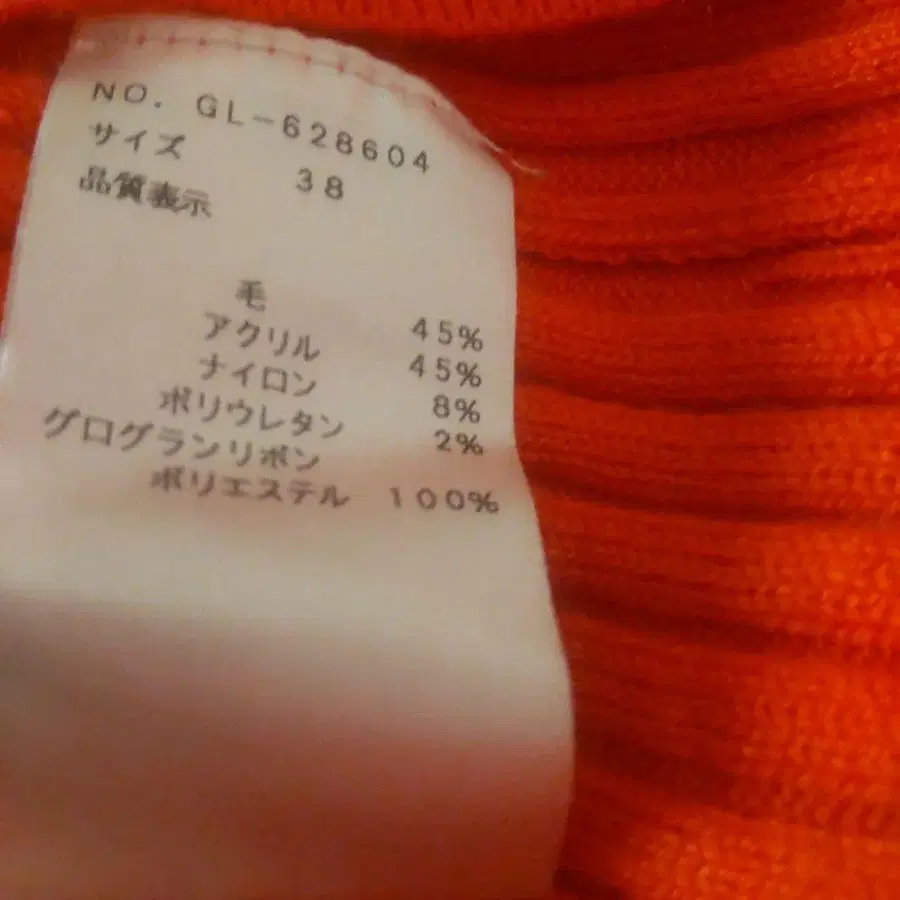 NO. GL-628604
サイズ 38
品質表示
毛 45%
アクリル 45%
ナイロン 8%
ポリウレタン 2%
グログランリボン
ポリエステル 100%